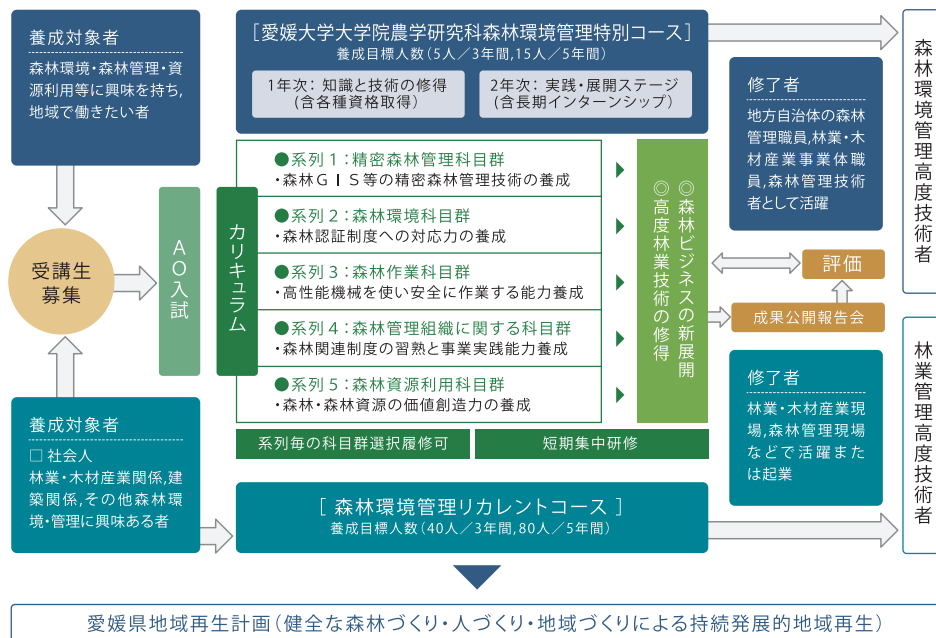 養成対象者
森林環境・森林管理・資
源利用等に興味を持ち,
地域で働きたい者
[愛媛大学大学院農学研究科森林環境管理特別コース]
養成目標人数(5人／3年間,15人／5年間)
1年次：知識と技術の修得
(含各種資格取得)
2年次：実践・展開ステージ
(含長期インターンシップ)
森林環境管理高度技術者
修了者
地方自治体の森林
管理職員,林業・木
材産業事業体職
員,森林管理技術
者として活躍
受講生
募集
AO入試
カリキュラム
●系列1：精密森林管理科目群
・森林GIS等の精密森林管理技術の養成
●系列2：森林環境科目群
・森林認証制度への対応力の養成
●系列3：森林作業科目群
・高性能機械を使い安全に作業する能力養成
●系列4：森林管理組織に関する科目群
・森林関連制度の習熟と事業実践能力養成
●系列5：森林資源利用科目群
・森林・森林資源の価値創造力の養成
◎森林ビジネスの新展開
◎高度林業技術の修得
評価
成果公開報告会
系列毎の科目群選択履修可
短期集中研修
養成対象者
□社会人
林業・木材産業関係,建
築関係,その他森林環
境・管理に興味ある者
[森林環境管理リカレントコース]
養成目標人数(40人／3年間,80人／5年間)
修了者
林業・木材産業現
場,森林管理現場
などで活躍また
は起業
林業管理高度技術者
愛媛県地域再生計画(健全な森林づくり・人づくり・地域づくりによる持続発展的地域再生)